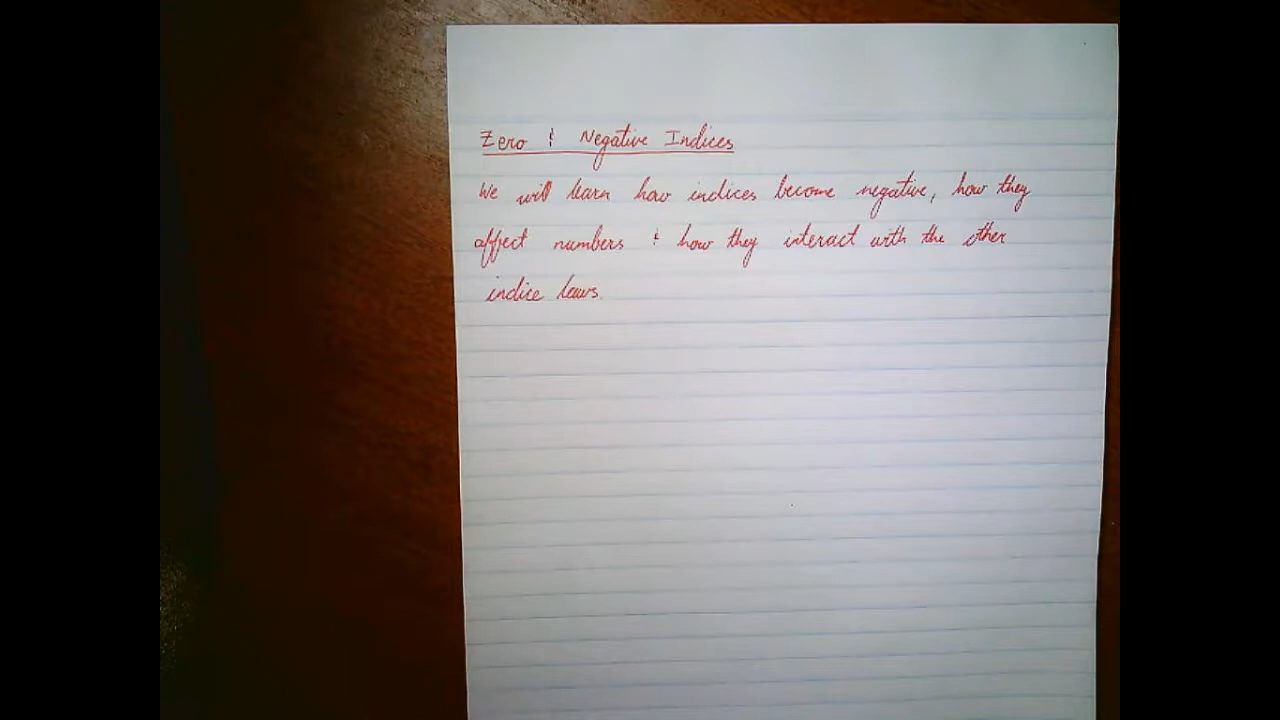 Zero & Negative Indices
We will learn how indices become negative, how they
affect numbers & how they interact with the other
indice laws.